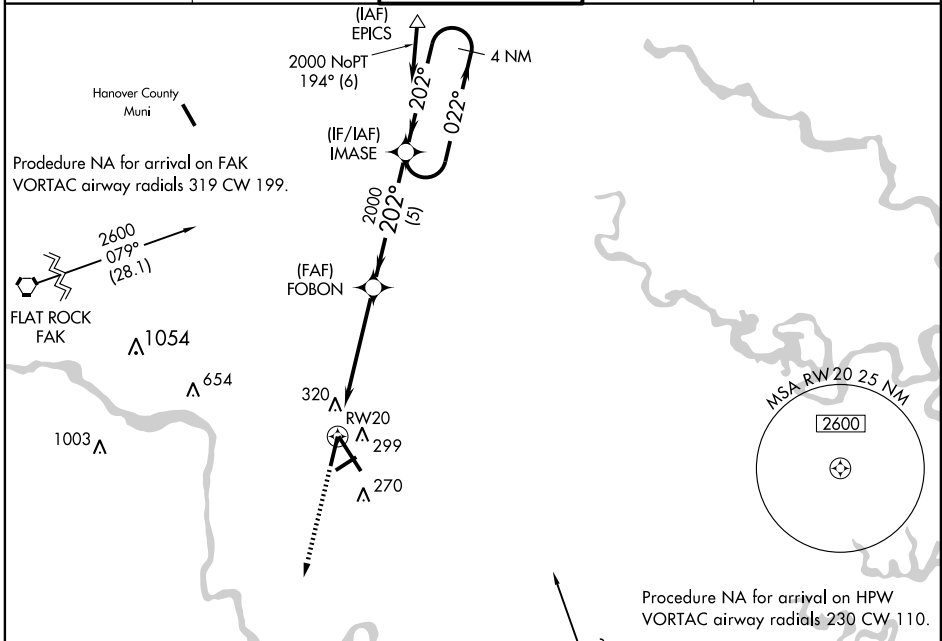 (IAF)
EPICS
2000 NoPT
194° (6)
4 NM
202°
022°
Hanover County
Muni
(IF/IAF)
IMASE
Prodedure NA for arrival on FAK
VORTAC airway radials 319 CW 199.
2000
202°
(5)
2600
079°
(28.1)
(FAF)
FOBON
FLAT ROCK
FAK
1054
654
320
RW20
299
1003
270
MSA RW20 25 NM
2600
Procedure NA for arrival on HPW
VORTAC airway radials 230 CW 110.